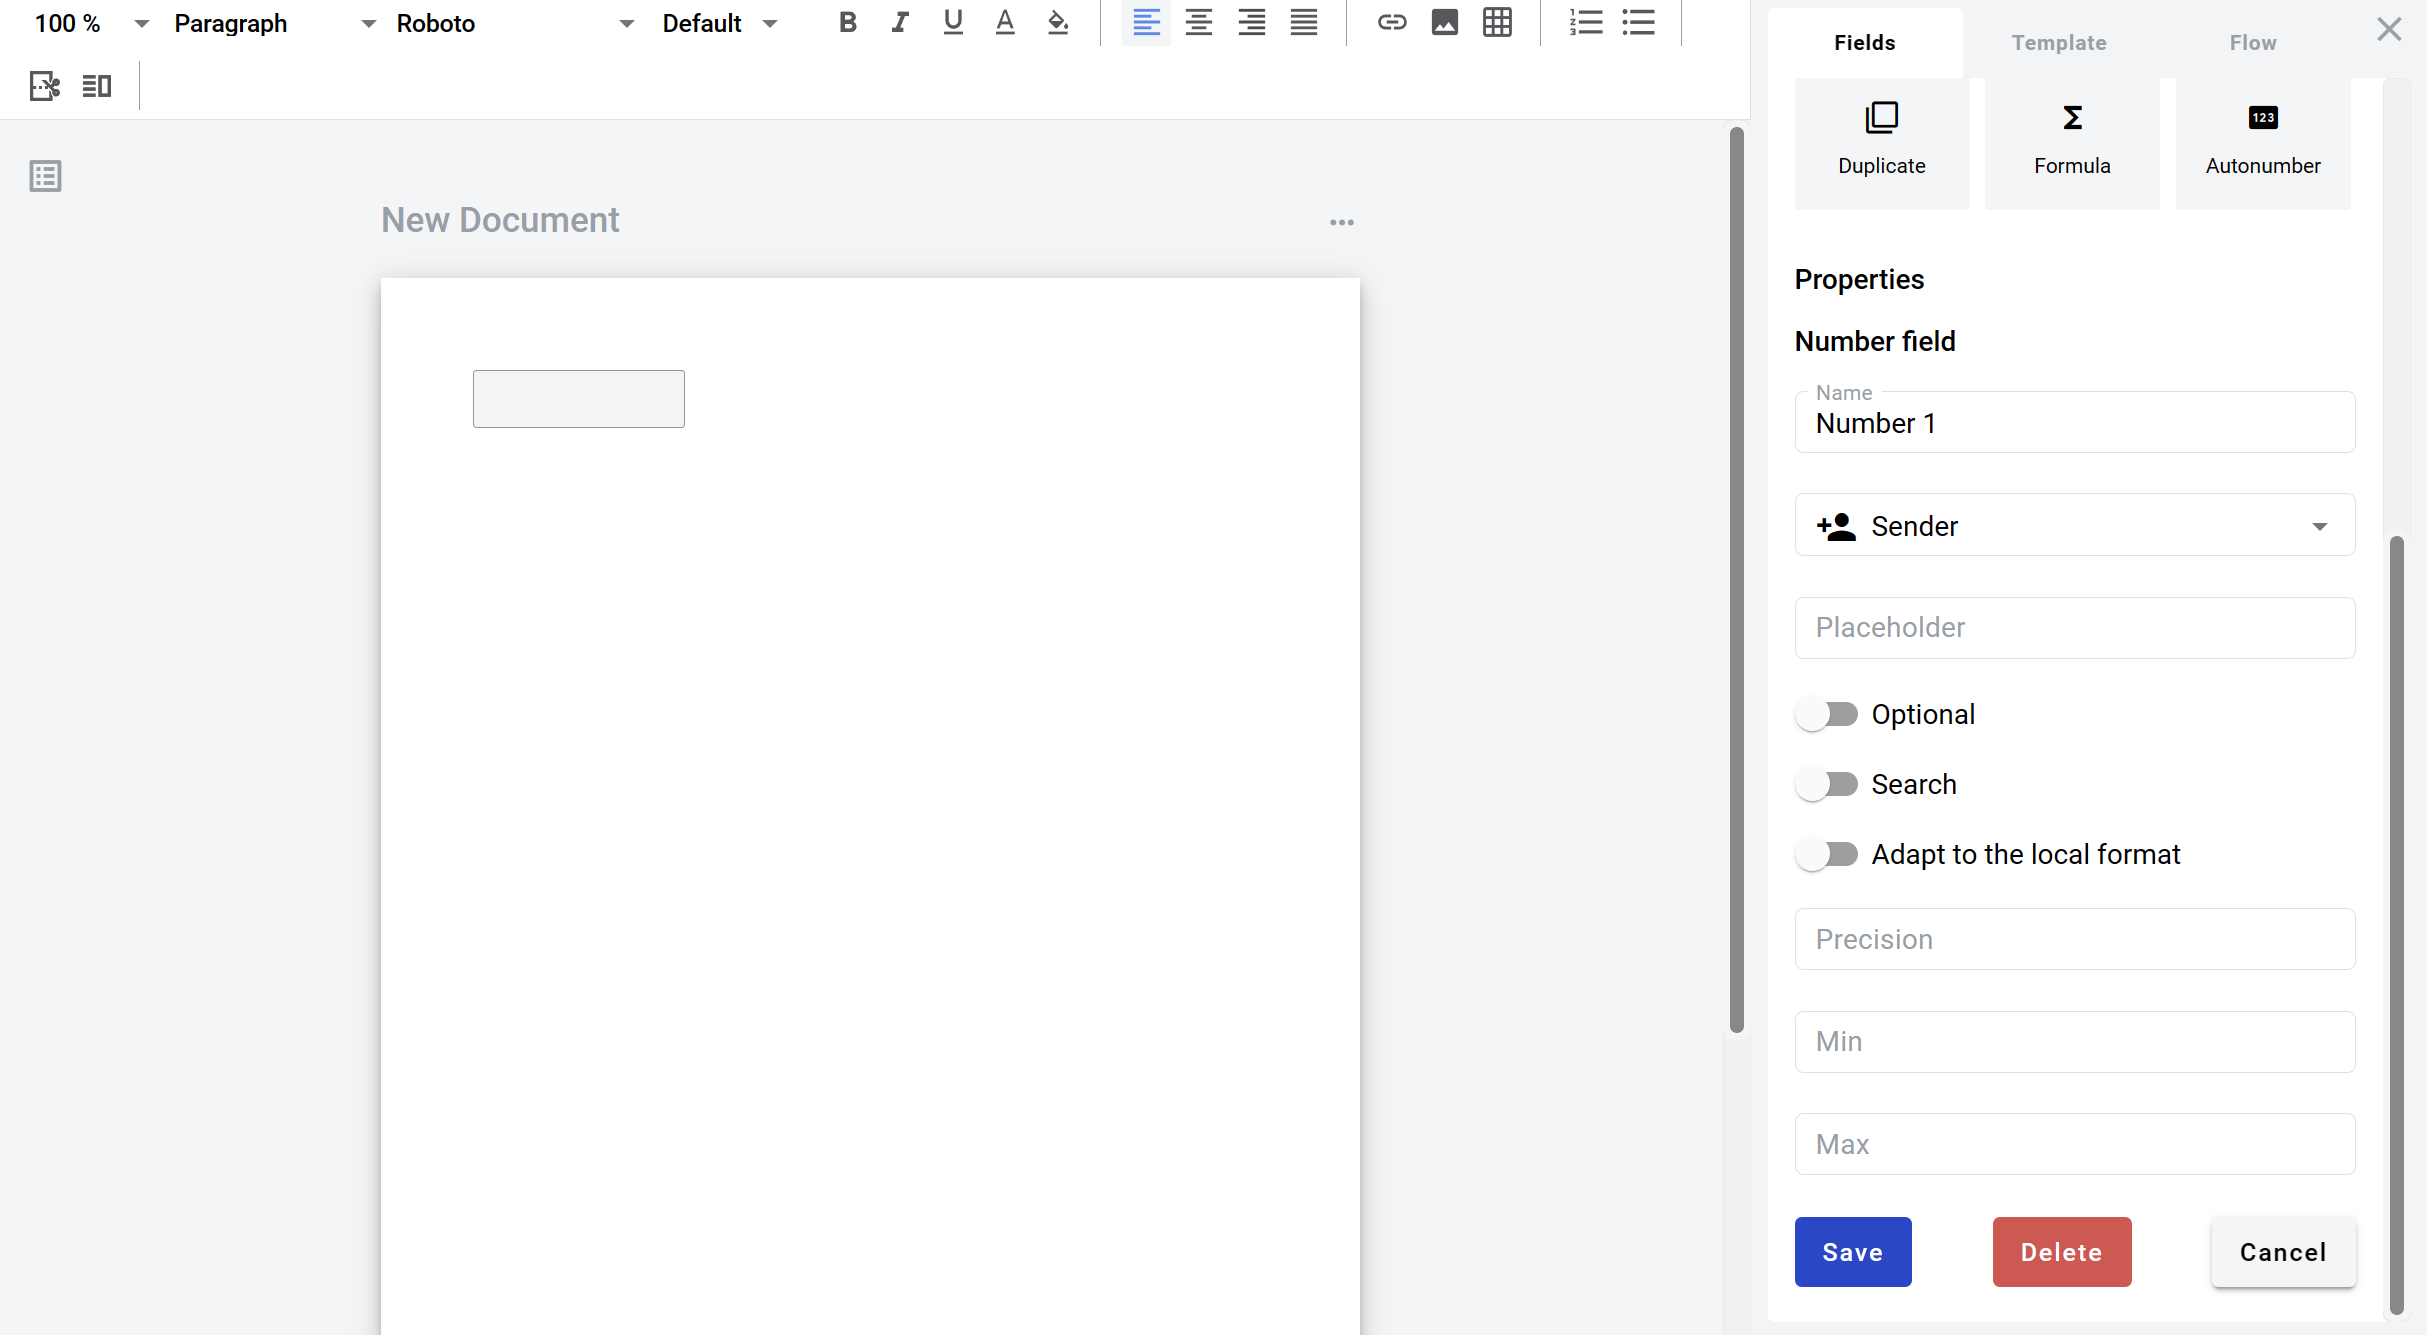 100 %
Paragraph
Roboto
Default
Fields
Template
Flow
Duplicate
Formula
123
Autonumber
New Document
Properties
Number field
Name
Number 1
Sender
Placeholder
Optional
Search
Adapt to the local format
Precision
Min
Max
Save
Delete
Cancel